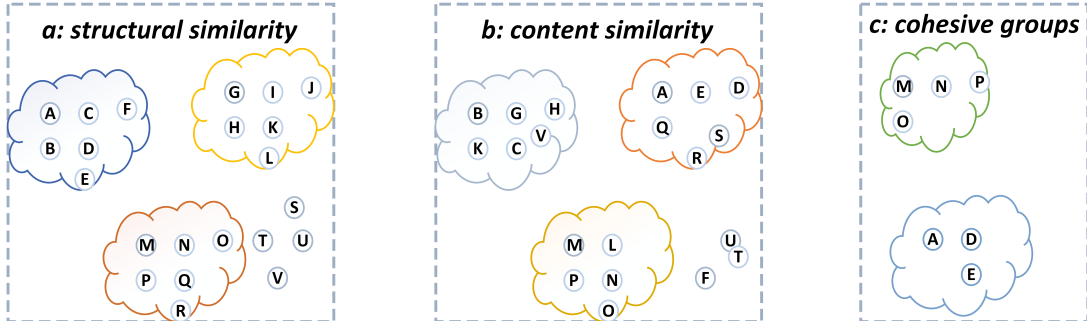 a: structural similarity
A C F
B D
E
G I J
H K
L
M N O
P Q
R
S
T U
V
b: content similarity
B G H
V
K C
A E D
Q S
R
M L
P N
O
U
T
F
c: cohesive groups
M N P
O
A D
E